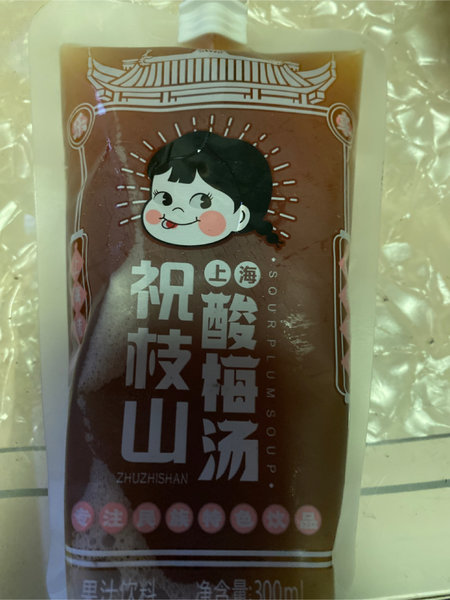 上海
酸梅汤
SOUR PLUM SOUP
祝枝山
ZHUZHISHAN
专注民族特色饮品
果汁饮料 净含量:300ml